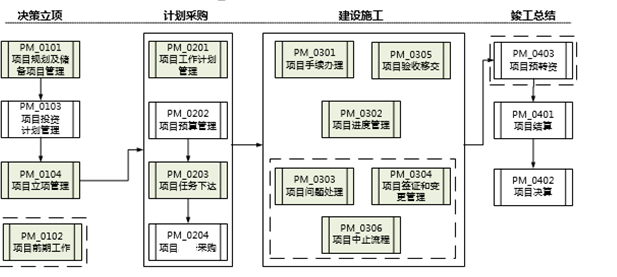 决策立项
计划采购
建设施工
竣工总结
PM_0101
项目规划及储
备项目管理
PM_0103
项目投资
计划管理
PM_0104
项目立项管理
PM_0102
项目前期工作
PM_0201
项目工作计划
管理
PM_0202
项目预算管理
PM_0203
项目任务下达
PM_0204
项目 采购
PM_0301
项目手续办理
PM_0305
项目验收移交
PM_0302
项目进度管理
PM_0303
项目问题处理
PM_0304
项目签证和变
更管理
PM_0306
项目中止流程
PM_0403
项目预转资
PM_0401
项目结算
PM_0402
项目决算